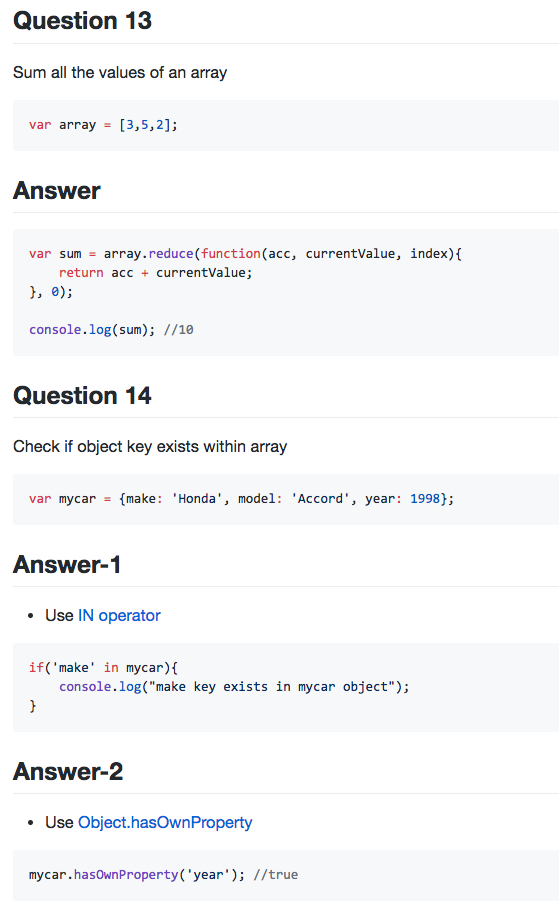 Question 13
Sum all the values of an array
var array = [3,5,2];
Answer
var sum = array.reduce(function(acc, currentValue, index){
    return acc + currentValue;
}, 0);
console.log(sum); //10
Question 14
Check if object key exists within array
var mycar = {make: 'Honda', model: 'Accord', year: 1998};
Answer-1
• Use IN operator
if('make' in mycar){
    console.log("make key exists in mycar object");
}
Answer-2
• Use Object.hasOwnProperty
mycar.hasOwnProperty('year'); //true